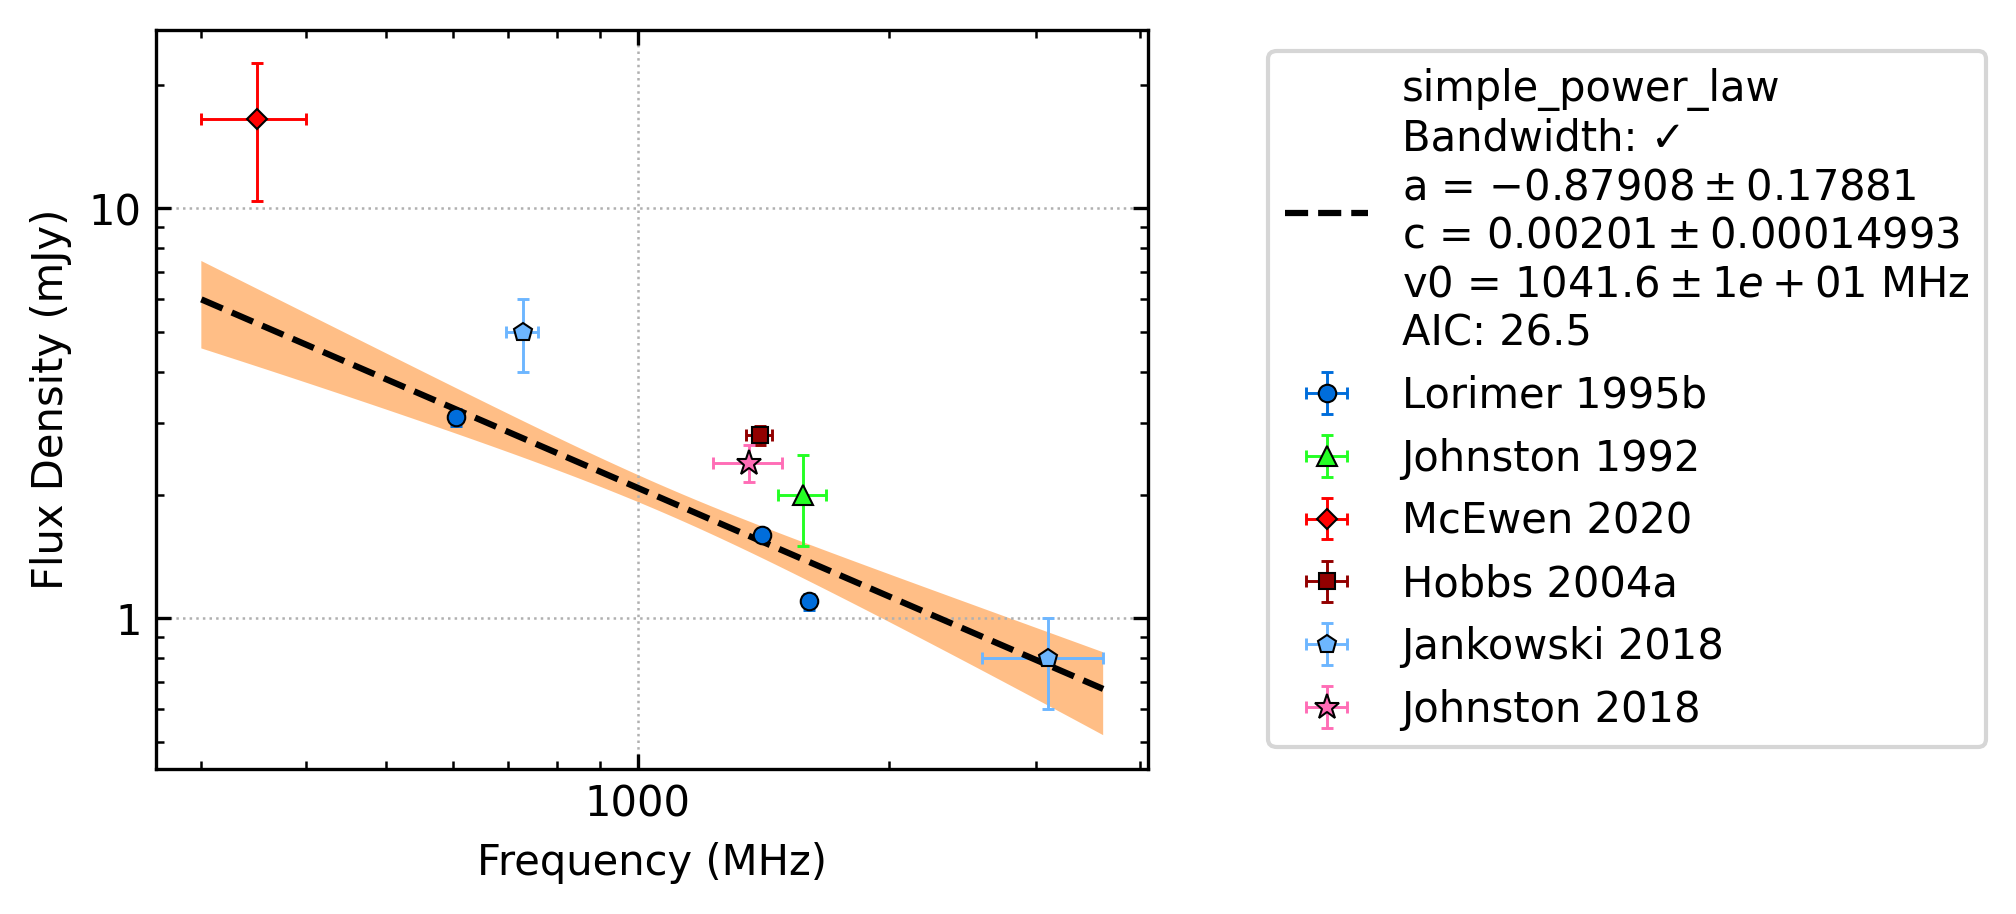 10
1
1000
Frequency (MHz)
Flux Density (mJy)
simple_power_law
Bandwidth: ✓
a = −0.87908 ± 0.17881
c = 0.00201 ± 0.00014993
v0 = 1041.6 ± 1e + 01 MHz
AIC: 26.5
Lorimer 1995b
Johnston 1992
McEwen 2020
Hobbs 2004a
Jankowski 2018
Johnston 2018